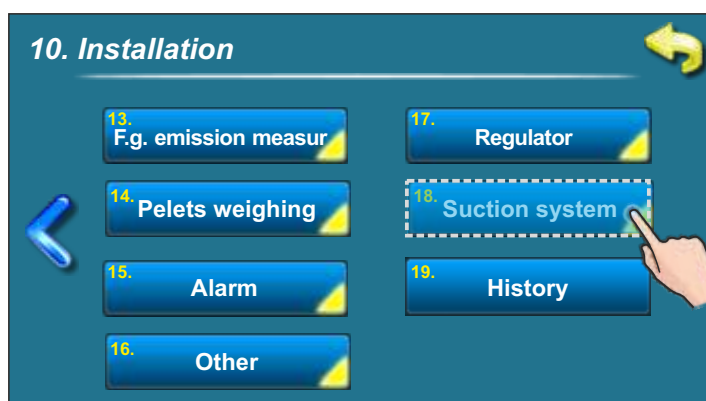 10. Installation
13.
F.g. emission measur
14.
Pelets weighing
15.
Alarm
16.
Other
17.
Regulator
18.
Suction system
19.
History